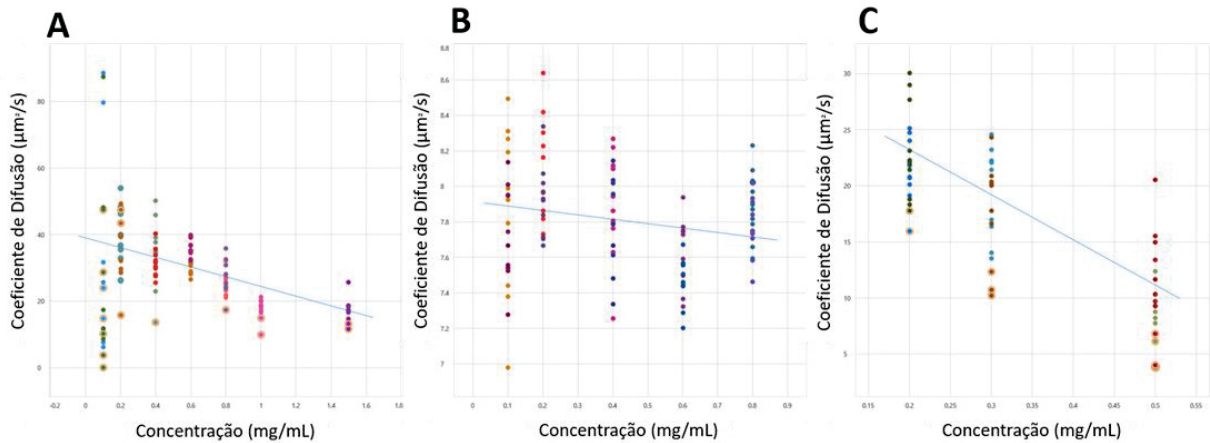 A
Coeficiente de Difusão (µm²/s)
80
60
40
20
0
-0.2 0 0.2 0.4 0.6 0.8 1 1.2 1.4 1.6 1.8
Concentração (mg/mL)
B
Coeficiente de Difusão (µm²/s)
8.8
8.6
8.4
8.2
8
7.8
7.6
7.4
7.2
7
0 0.1 0.2 0.3 0.4 0.5 0.6 0.7 0.8 0.9
Concentração (mg/mL)
C
Coeficiente de Difusão (µm²/s)
30
25
20
15
10
5
0.15 0.2 0.25 0.3 0.35 0.4 0.45 0.5 0.55
Concentração (mg/mL)